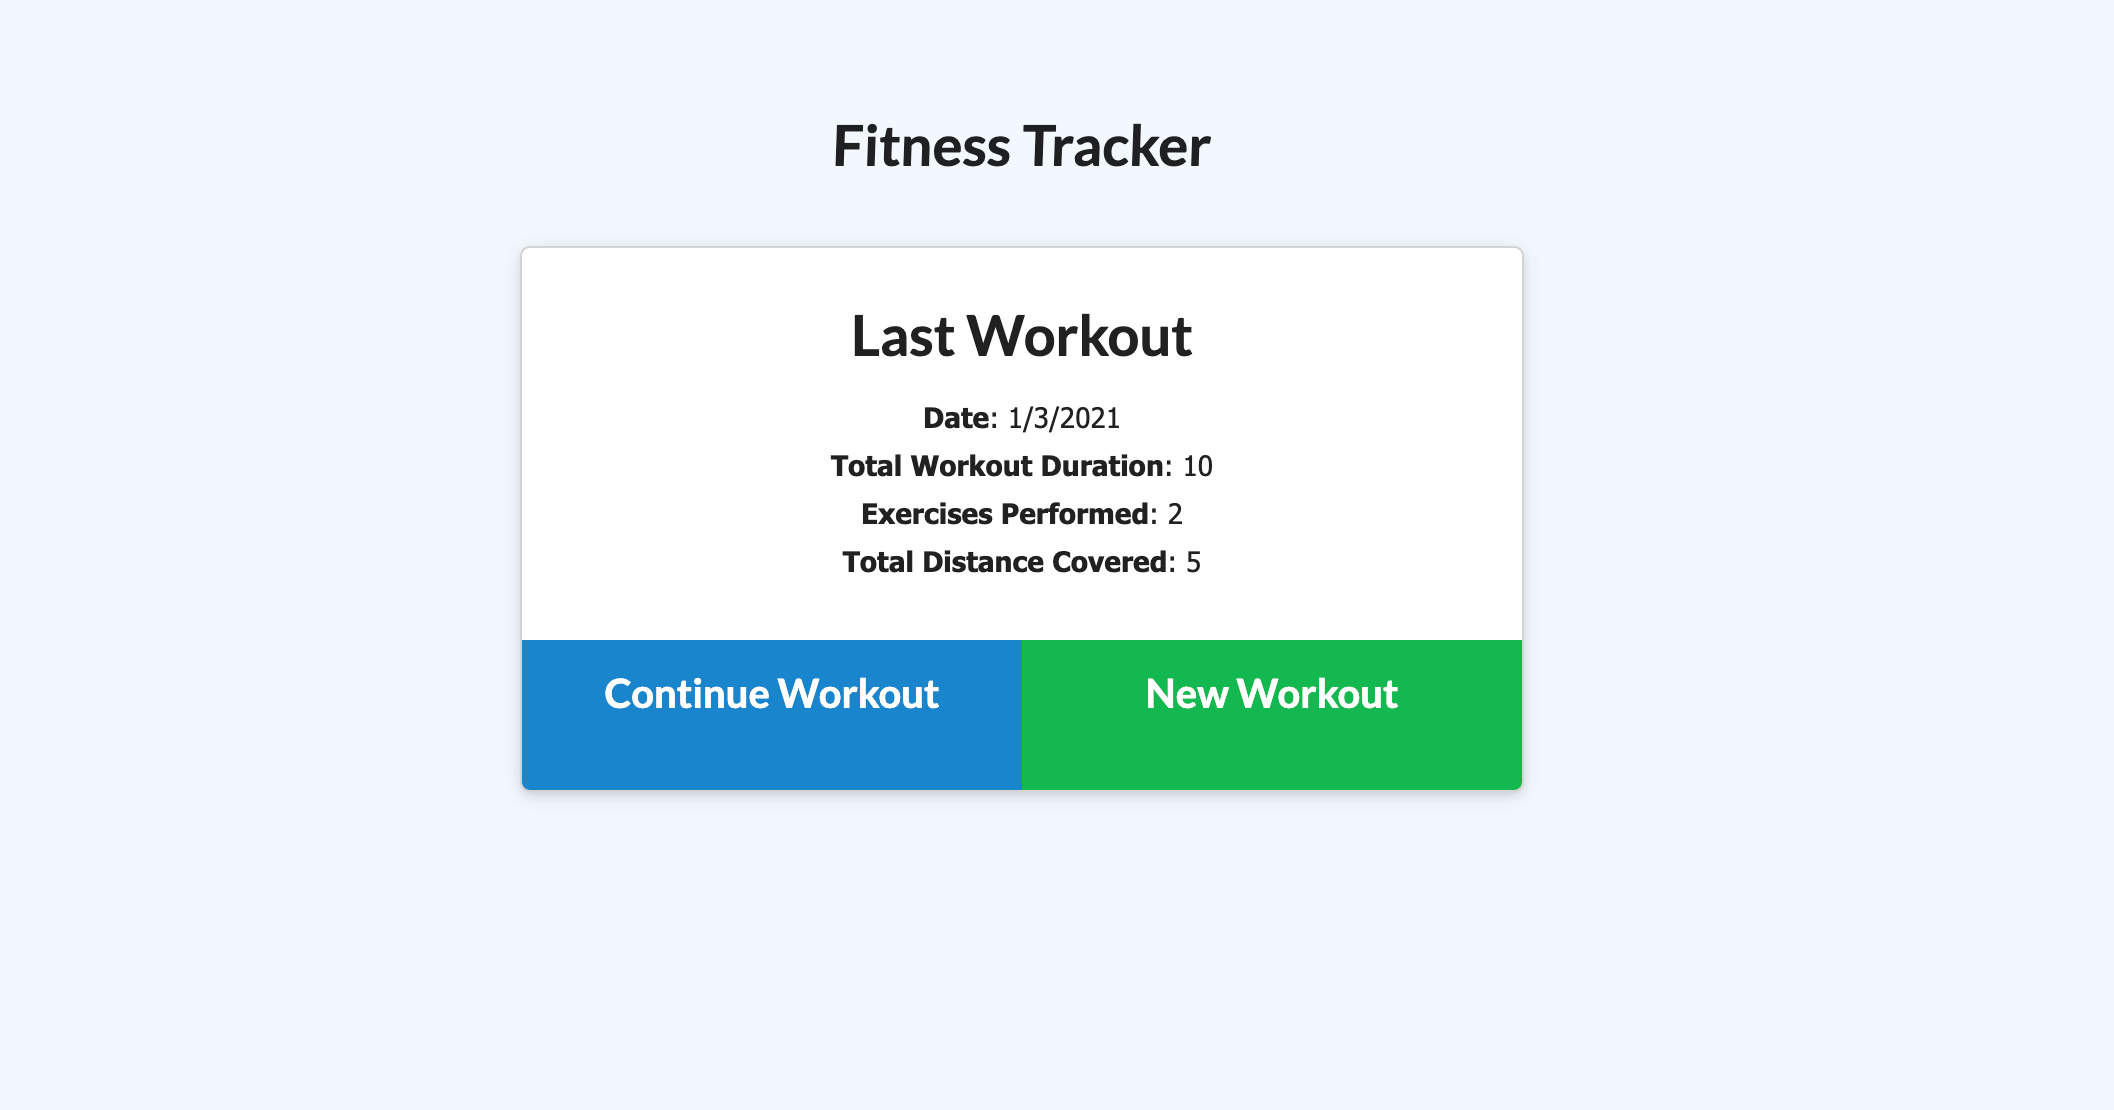 Fitness Tracker
Last Workout
Date: 1/3/2021
Total Workout Duration: 10
Exercises Performed: 2
Total Distance Covered: 5
Continue Workout
New Workout